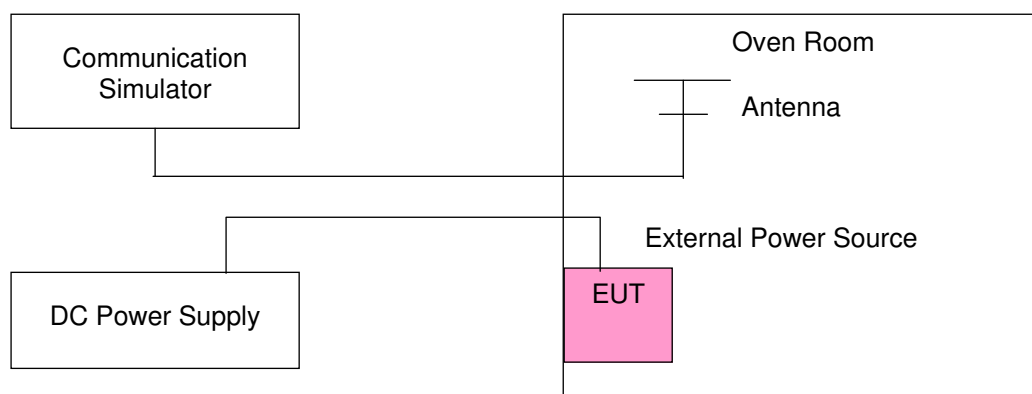 Communication
Simulator
Oven Room
Antenna
External Power Source
DC Power Supply
EUT